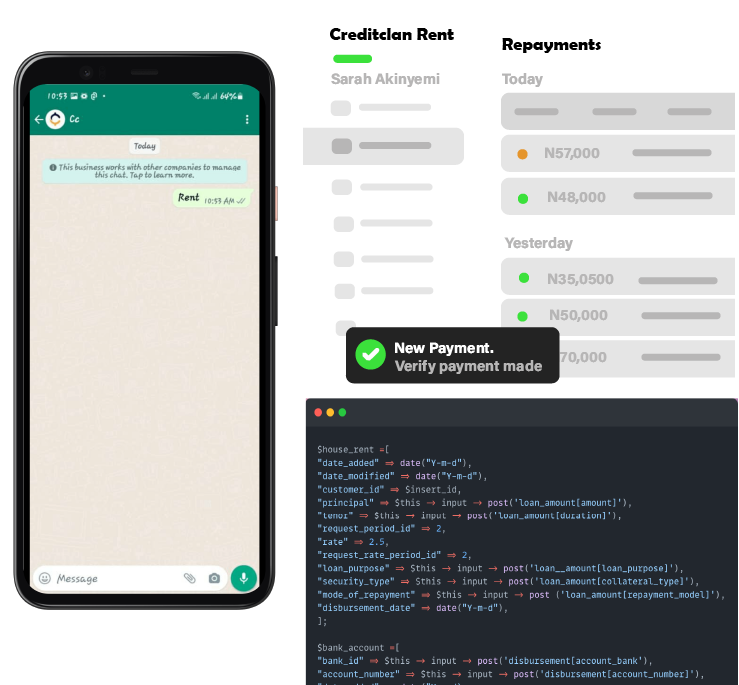 10:53 64%
Cc
Today
This business works with other companies to manage
this chat. Tap to learn more.
Rent 10:53 AM
Message
Creditclan Rent
Sarah Akinyemi
Repayments
Today
N57,000
N48,000
Yesterday
N35,0500
N50,000
70,000
New Payment.
Verify payment made
$house_rent =[
"date_added" ⇒ date("Y-m-d"),
"date_modified" ⇒ date("Y-m-d"),
"customer_id" ⇒ $insert_id,
"principal" ⇒ $this → input → post('loan_amount[amount]'),
"tenor" ⇒ $this → input → post('loan_amount[duration]'),
"request_period_id" ⇒ 2,
"rate" ⇒ 2.5,
"request_rate_period_id" ⇒ 2,
"loan_purpose" ⇒ $this → input → post('loan__amount[loan_purpose]'),
"security_type" ⇒ $this → input → post('loan_amount[collateral_type]'),
"mode_of_repayment" ⇒ $this → input → post ('loan_amount[repayment_model]'),
"disbursement_date" ⇒ date("Y-m-d"),
];
$bank_account =[
"bank_id" ⇒ $this → input → post('disbursement[account_bank]'),
"account_number" ⇒ $this → input → post('disbursement[account_number]'),